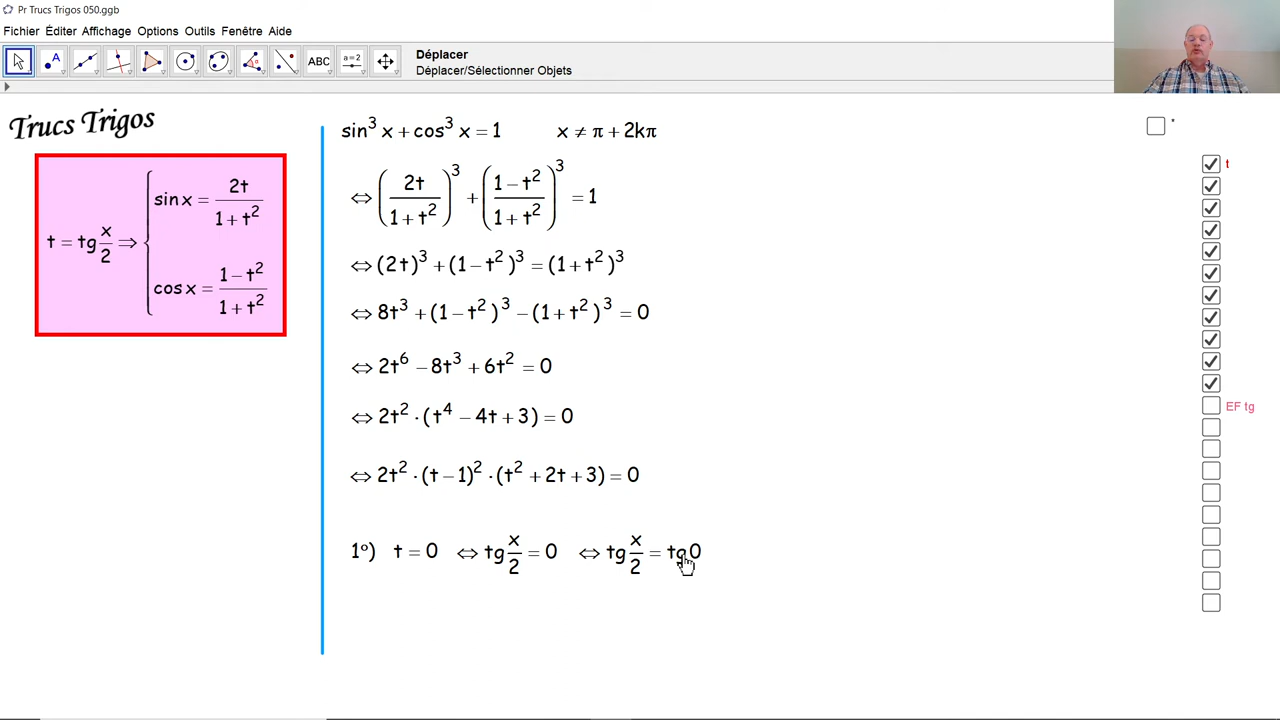 Pr Trucs Trigos 050.ggb
Fichier Éditer Affichage Options Outils Fenêtre Aide
ABC a=2 Déplacer
Déplacer/Sélectionner Objets
Trucs Trigos
t = tg x/2 ⇒ { sin x = 2t/(1 + t²)
cos x = (1 − t²)/(1 + t²)
sin³ x + cos³ x = 1 x ≠ π + 2kπ
⇔ (2t/(1 + t²))³ + ((1 − t²)/(1 + t²))³ = 1
⇔ (2t)³ + (1 − t²)³ = (1 + t²)³
⇔ 8t³ + (1 − t²)³ − (1 + t²)³ = 0
⇔ 2t⁶ − 8t³ + 6t² = 0
⇔ 2t² · (t⁴ − 4t + 3) = 0
⇔ 2t² · (t − 1)² · (t² + 2t + 3) = 0
1°) t = 0 ⇔ tg x/2 = 0 ⇔ tg x/2 = tg0
*
t
EF tg